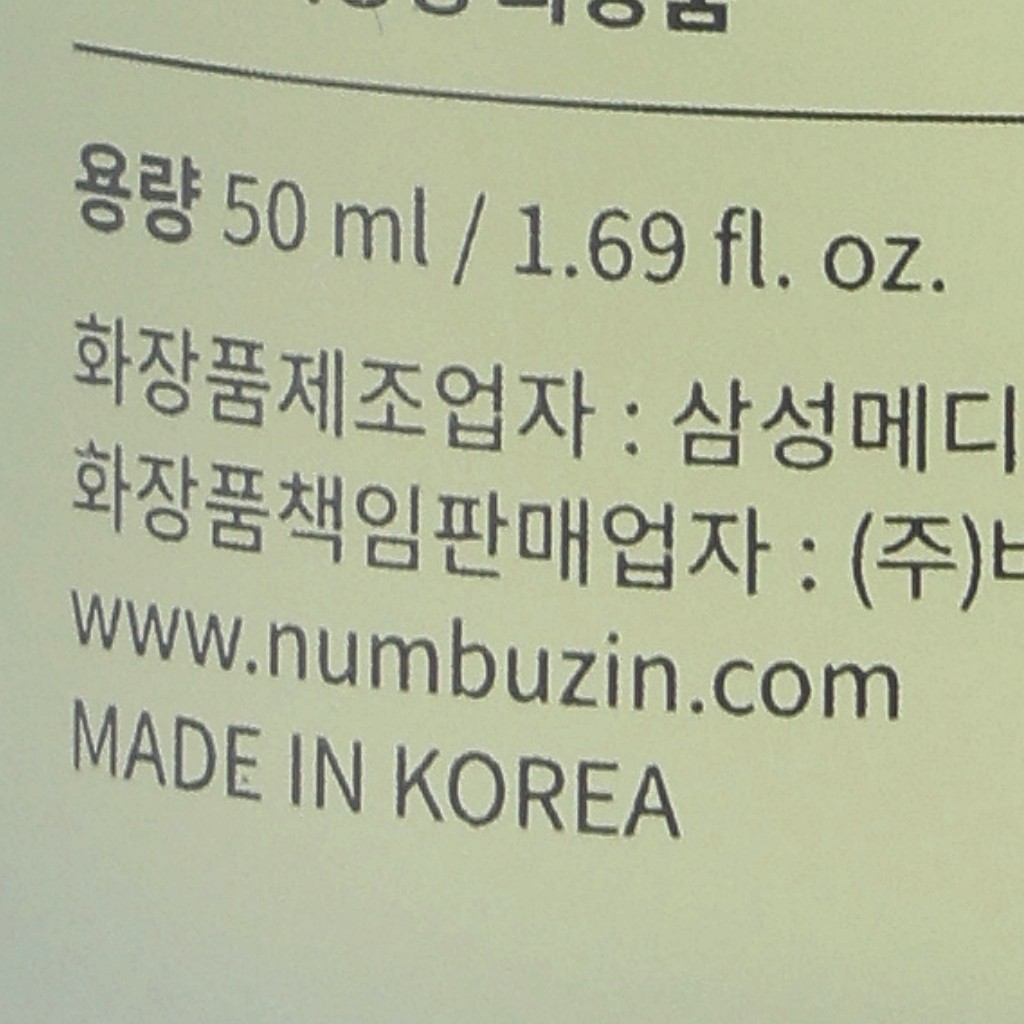 용량 50 ml / 1.69 fl. oz.
화장품제조업자 : 삼성메디
화장품책임판매업자 : (주)
www.numbuzin.com
MADE IN KOREA